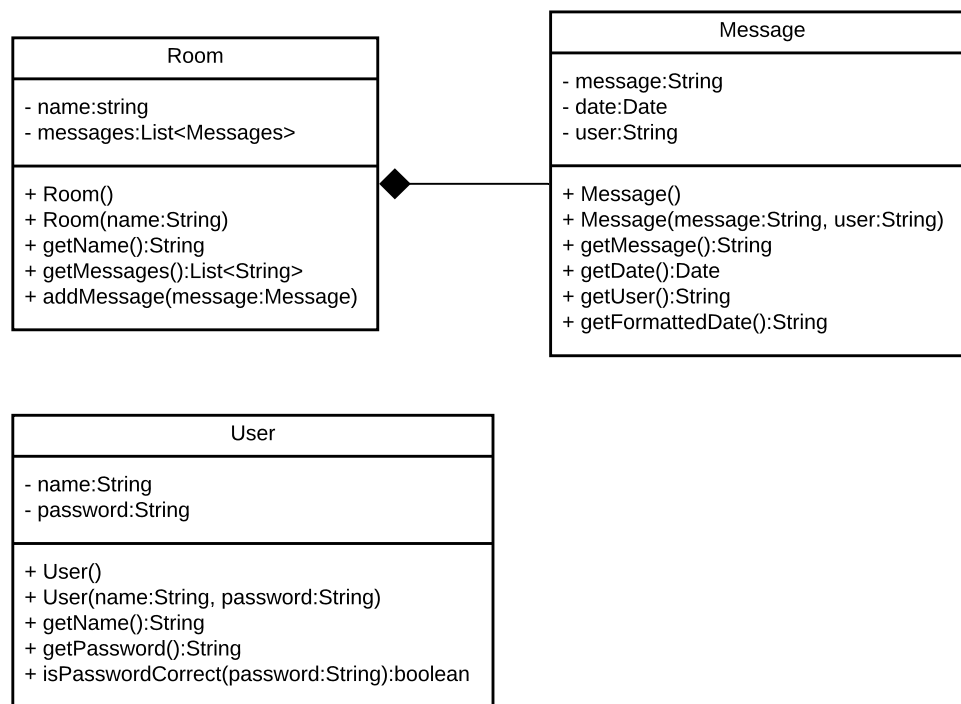 Room
- name:string
- messages:List<Messages>
+ Room()
+ Room(name:String)
+ getName():String
+ getMessages():List<String>
+ addMessage(message:Message)
Message
- message:String
- date:Date
- user:String
+ Message()
+ Message(message:String, user:String)
+ getMessage():String
+ getDate():Date
+ getUser():String
+ getFormattedDate():String
User
- name:String
- password:String
+ User()
+ User(name:String, password:String)
+ getName():String
+ getPassword():String
+ isPasswordCorrect(password:String):boolean